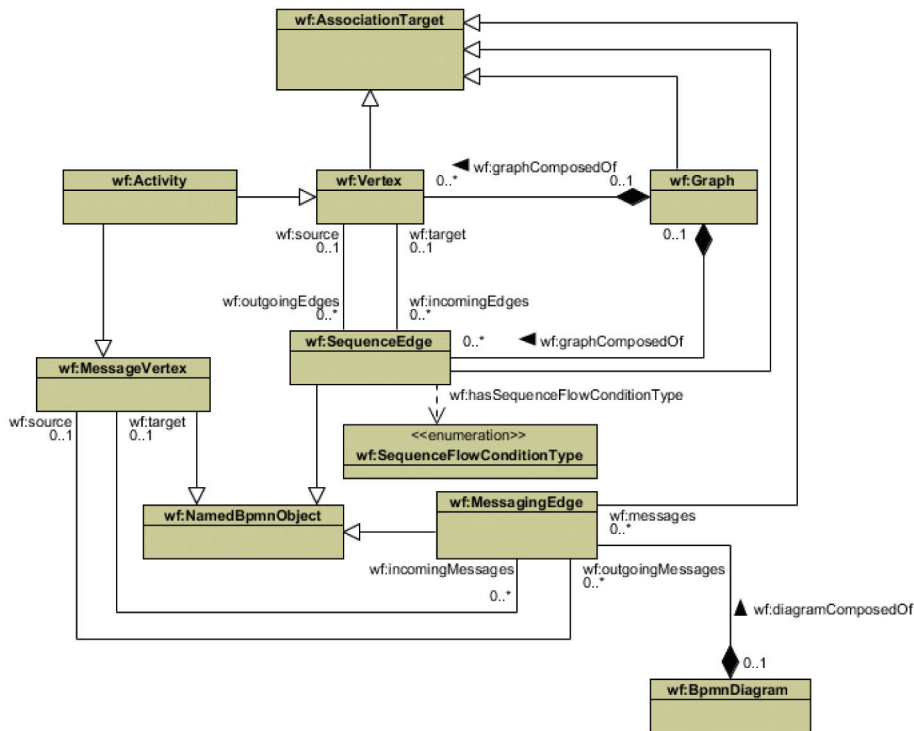 wf:AssociationTarget
wf:graphComposedOf
wf:Activity
wf:Vertex
0..*
0..1
wf:Graph
wf:source
0..1
wf:target
0..1
0..1
wf:outgoingEdges
0..*
wf:incomingEdges
0..*
wf:SequenceEdge
0..*
wf:graphComposedOf
wf:MessageVertex
wf:hasSequenceFlowConditionType
wf:source
0..1
wf:target
0..1
<<enumeration>>
wf:SequenceFlowConditionType
wf:NamedBpmnObject
wf:MessagingEdge
wf:messages
0..*
wf:incomingMessages
0..*
wf:outgoingMessages
0..*
wf:diagramComposedOf
0..1
wf:BpmnDiagram